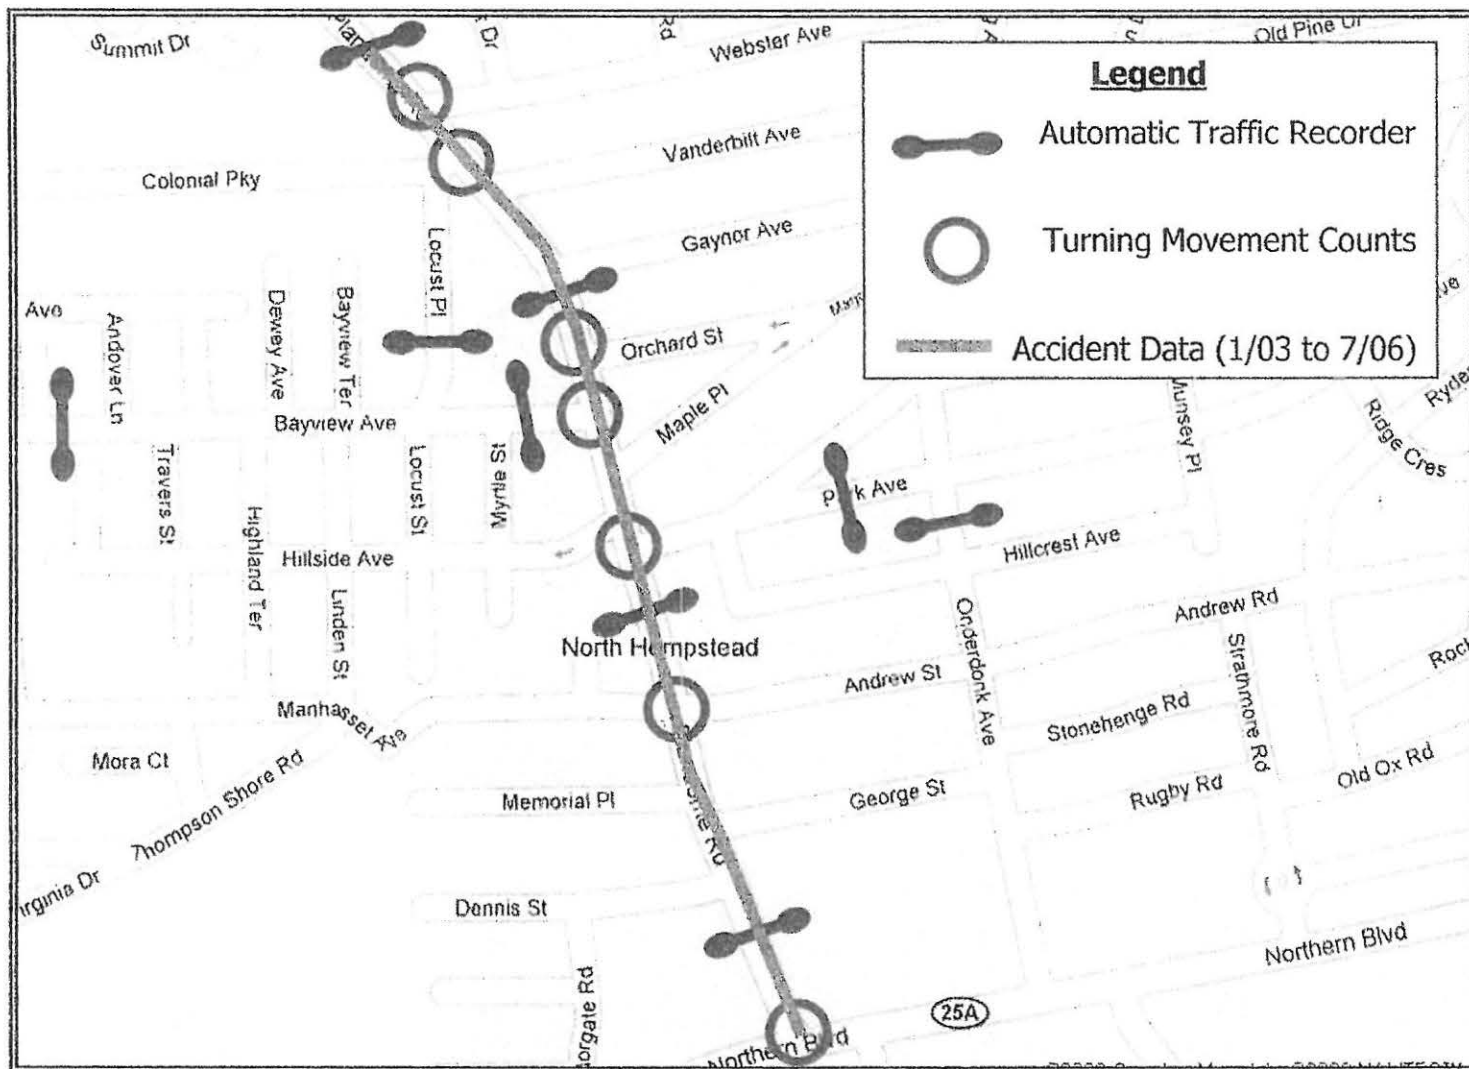 Summit Dr
Dr
Rd
Webster Ave
Old Pine Dr
Legend
Automatic Traffic Recorder
Turning Movement Counts
Accident Data (1/03 to 7/06)
Vanderbilt Ave
Colonial Pky
Gaynor Ave
Locust Pl
Ave
Andover Ln
Dewey Ave
Bayview Ter
Orchard St
Maple Pl
Bayview Ave
Munsey Pl
Ridge Cres
Travers St
Highland Ter
Locust St
Myrtle St
Park Ave
Hillside Ave
Hillcrest Ave
Linden St
Andrew Rd
North Hempstead
Onderdonk Ave
Strathmore Rd
Andrew St
Manhasset Ave
Stonehenge Rd
Mora Ct
Thompson Shore Rd
Memorial Pl
George St
Rugby Rd
Old Ox Rd
Dennis St
Northern Blvd
25A
Northern Blvd